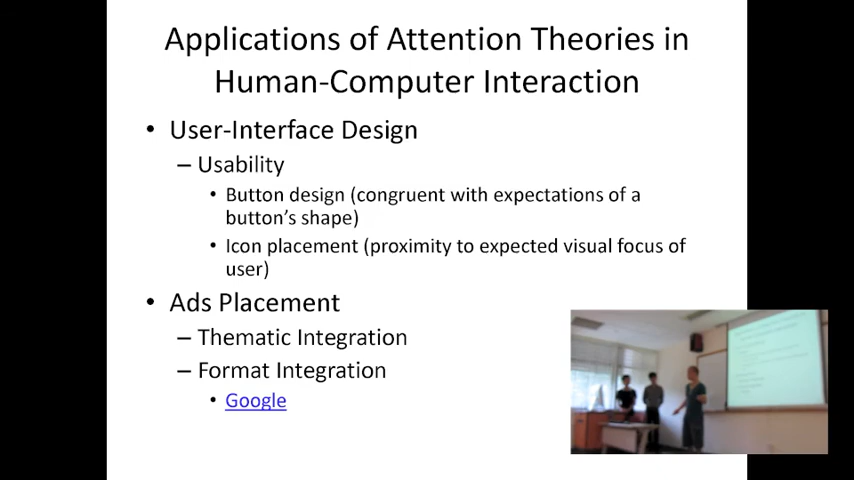 Applications of Attention Theories in
Human-Computer Interaction
• User-Interface Design
– Usability
• Button design (congruent with expectations of a
button's shape)
• Icon placement (proximity to expected visual focus of
user)
• Ads Placement
– Thematic Integration
– Format Integration
• Google